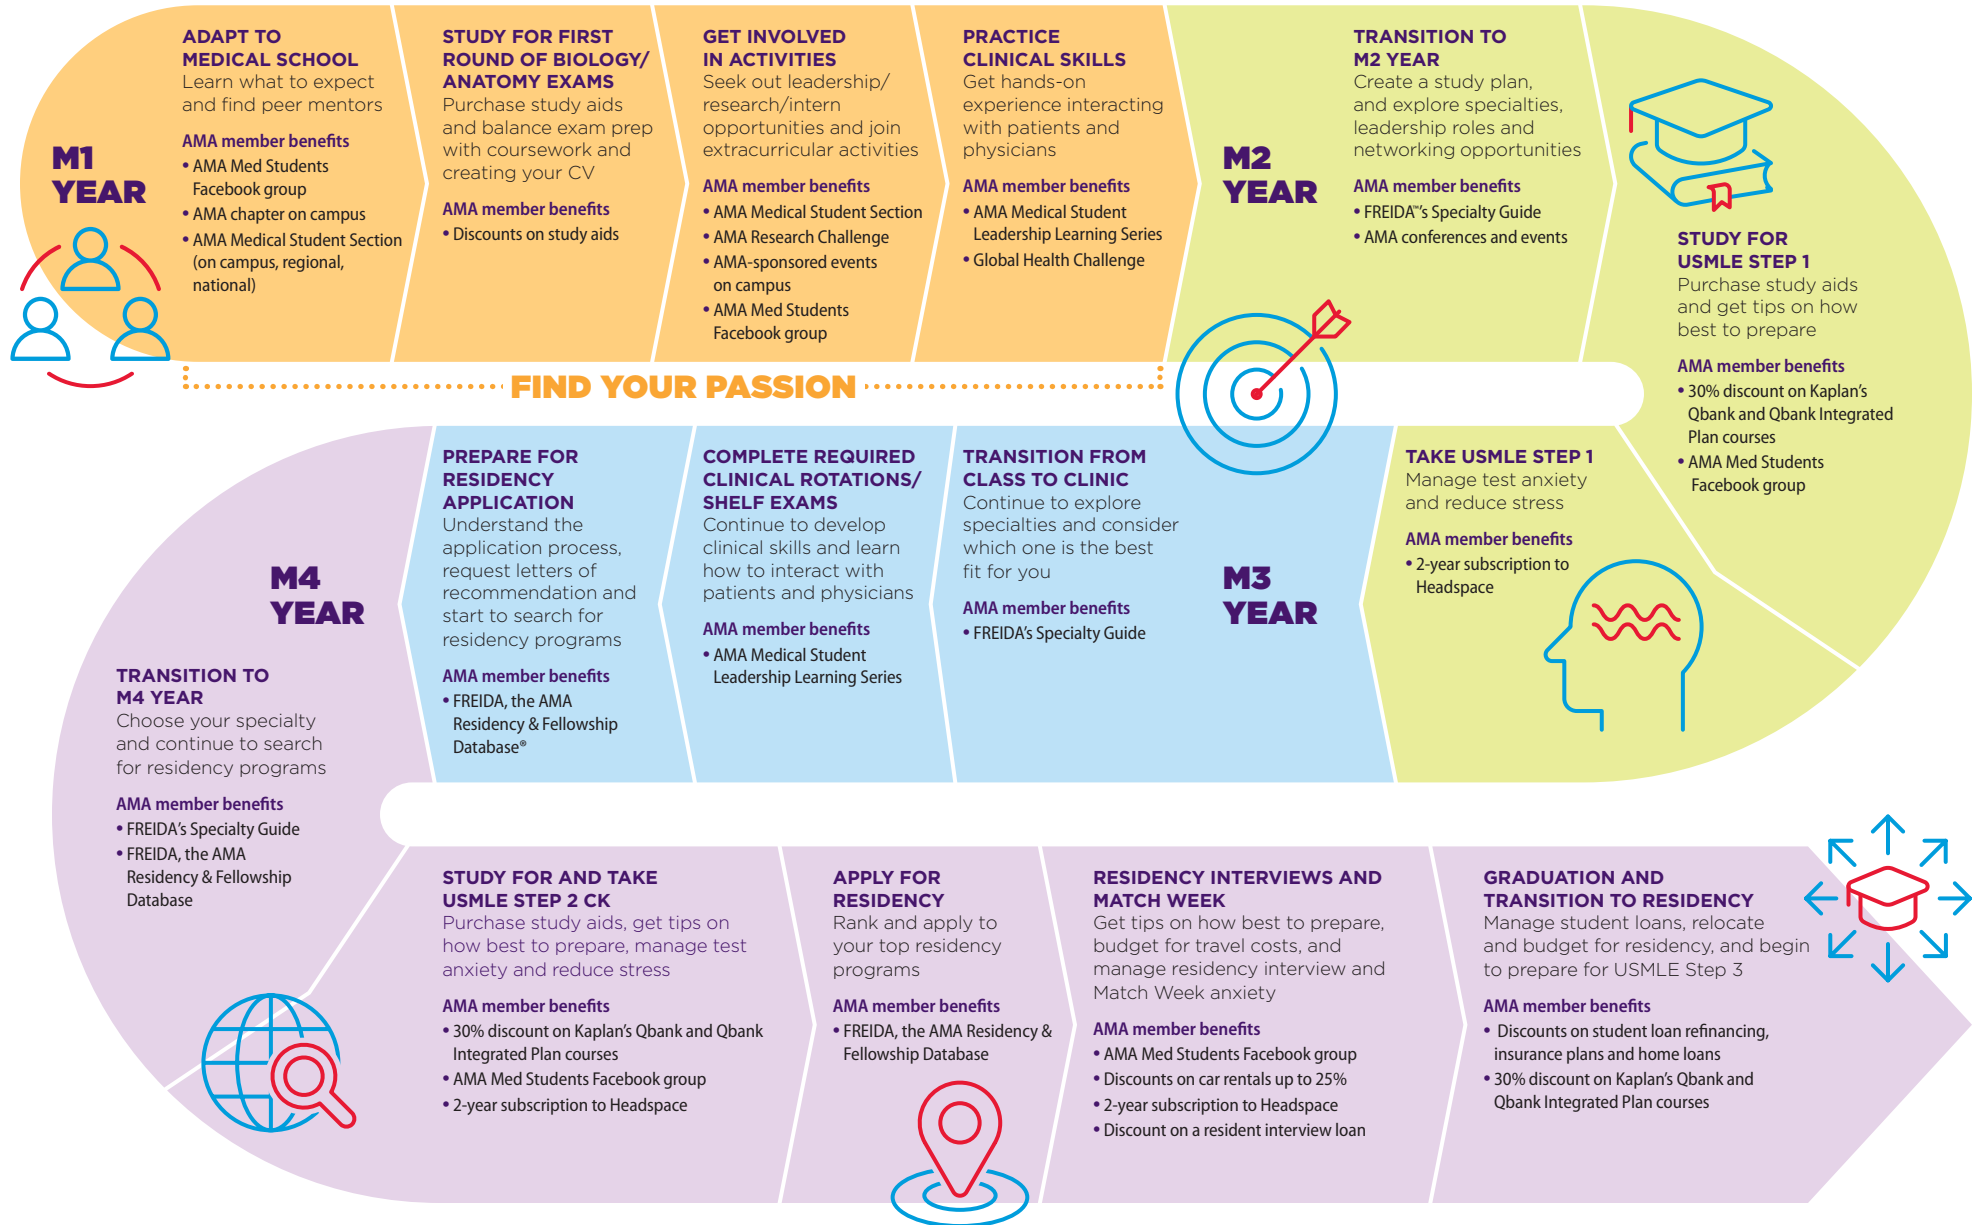 M1
YEAR
ADAPT TO
MEDICAL SCHOOL
Learn what to expect
and find peer mentors
AMA member benefits
• AMA Med Students
Facebook group
• AMA chapter on campus
• AMA Medical Student Section
(on campus, regional,
national)
STUDY FOR FIRST
ROUND OF BIOLOGY/
ANATOMY EXAMS
Purchase study aids
and balance exam prep
with coursework and
creating your CV
AMA member benefits
• Discounts on study aids
GET INVOLVED
IN ACTIVITIES
Seek out leadership/
research/intern
opportunities and join
extracurricular activities
AMA member benefits
• AMA Medical Student Section
• AMA Research Challenge
• AMA-sponsored events
on campus
• AMA Med Students
Facebook group
PRACTICE
CLINICAL SKILLS
Get hands-on
experience interacting
with patients and
physicians
AMA member benefits
• AMA Medical Student
Leadership Learning Series
• Global Health Challenge
FIND YOUR PASSION
M2
YEAR
TRANSITION TO
M2 YEAR
Create a study plan,
and explore specialties,
leadership roles and
networking opportunities
AMA member benefits
• FREIDA™'s Specialty Guide
• AMA conferences and events
STUDY FOR
USMLE STEP 1
Purchase study aids
and get tips on how
best to prepare
AMA member benefits
• 30% discount on Kaplan's
Qbank and Qbank Integrated
Plan courses
• AMA Med Students
Facebook group
TAKE USMLE STEP 1
Manage test anxiety
and reduce stress
AMA member benefits
• 2-year subscription to
Headspace
M3
YEAR
TRANSITION FROM
CLASS TO CLINIC
Continue to explore
specialties and consider
which one is the best
fit for you
AMA member benefits
• FREIDA's Specialty Guide
COMPLETE REQUIRED
CLINICAL ROTATIONS/
SHELF EXAMS
Continue to develop
clinical skills and learn
how to interact with
patients and physicians
AMA member benefits
• AMA Medical Student
Leadership Learning Series
PREPARE FOR
RESIDENCY
APPLICATION
Understand the
application process,
request letters of
recommendation and
start to search for
residency programs
AMA member benefits
• FREIDA, the AMA
Residency & Fellowship
Database®
M4
YEAR
TRANSITION TO
M4 YEAR
Choose your specialty
and continue to search
for residency programs
AMA member benefits
• FREIDA's Specialty Guide
• FREIDA, the AMA
Residency & Fellowship
Database
STUDY FOR AND TAKE
USMLE STEP 2 CK
Purchase study aids, get tips on
how best to prepare, manage test
anxiety and reduce stress
AMA member benefits
• 30% discount on Kaplan's Qbank and Qbank
Integrated Plan courses
• AMA Med Students Facebook group
• 2-year subscription to Headspace
APPLY FOR
RESIDENCY
Rank and apply to
your top residency
programs
AMA member benefits
• FREIDA, the AMA Residency &
Fellowship Database
RESIDENCY INTERVIEWS AND
MATCH WEEK
Get tips on how best to prepare,
budget for travel costs, and
manage residency interview and
Match Week anxiety
AMA member benefits
• AMA Med Students Facebook group
• Discounts on car rentals up to 25%
• 2-year subscription to Headspace
• Discount on a resident interview loan
GRADUATION AND
TRANSITION TO RESIDENCY
Manage student loans, relocate
and budget for residency, and begin
to prepare for USMLE Step 3
AMA member benefits
• Discounts on student loan refinancing,
insurance plans and home loans
• 30% discount on Kaplan's Qbank and
Qbank Integrated Plan courses